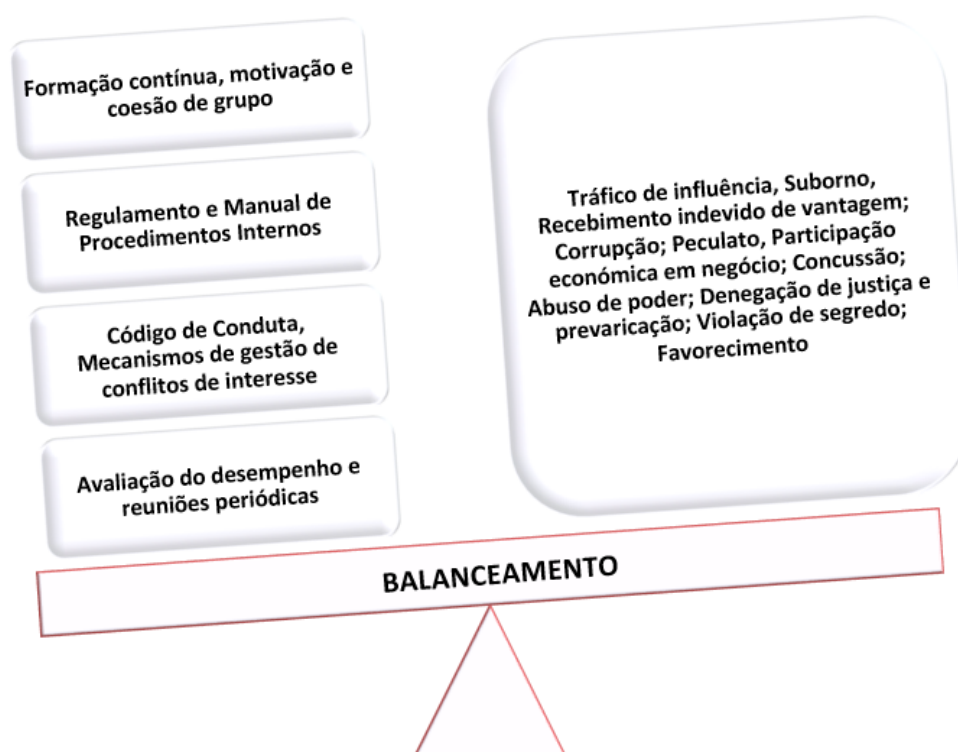 Formação contínua, motivação e
coesão de grupo
Regulamento e Manual de
Procedimentos Internos
Código de Conduta,
Mecanismos de gestão de
conflitos de interesse
Avaliação do desempenho e
reuniões periódicas
Tráfico de influência, Suborno,
Recebimento indevido de vantagem;
Corrupção; Peculato, Participação
económica em negócio; Concussão;
Abuso de poder; Denegação de justiça e
prevaricação; Violação de segredo;
Favorecimento
BALANCEAMENTO